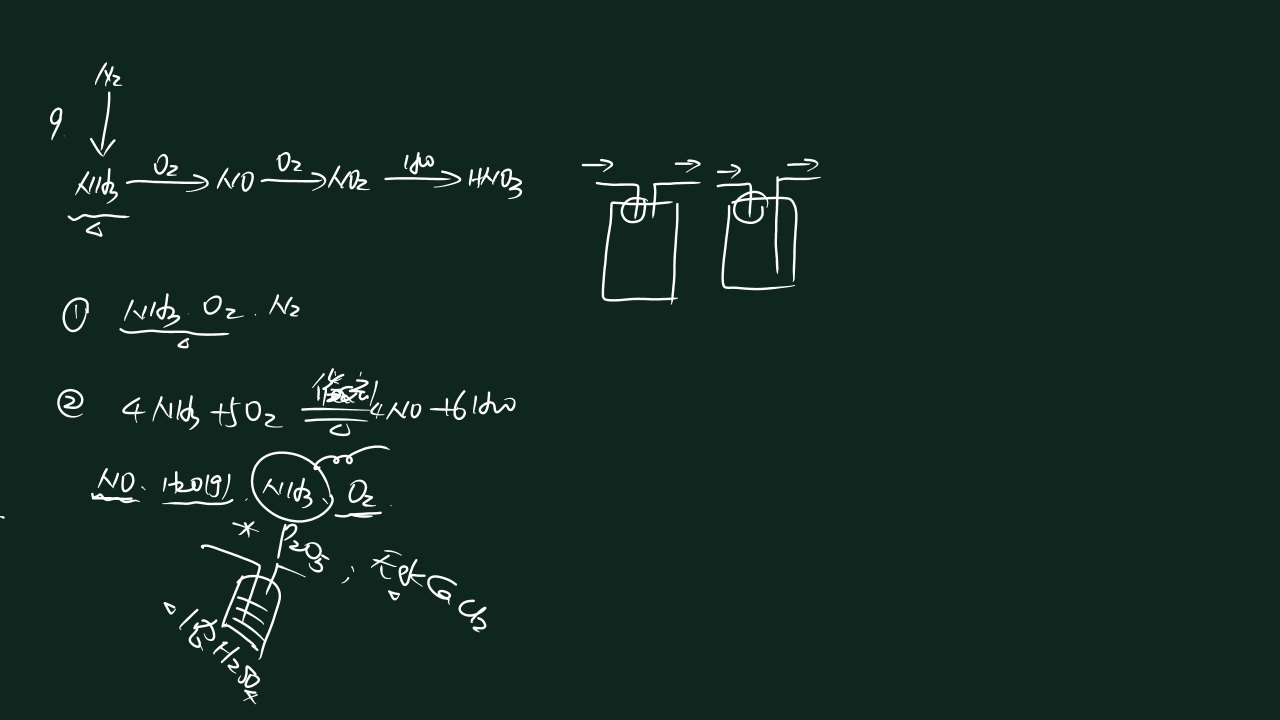 N₂
9.
O₂ O₂ H₂O
NH₃ → NO → NO₂ → HNO₃
△
① NH₃ . O₂ . N₂
△
② 4NH₃+5O₂ 催化剂 4NO+6H₂O
△
NO、H₂O(g)、NH₃、O₂
P₂O₅ ; 无水CaCl₂
△
浓H₂SO₄